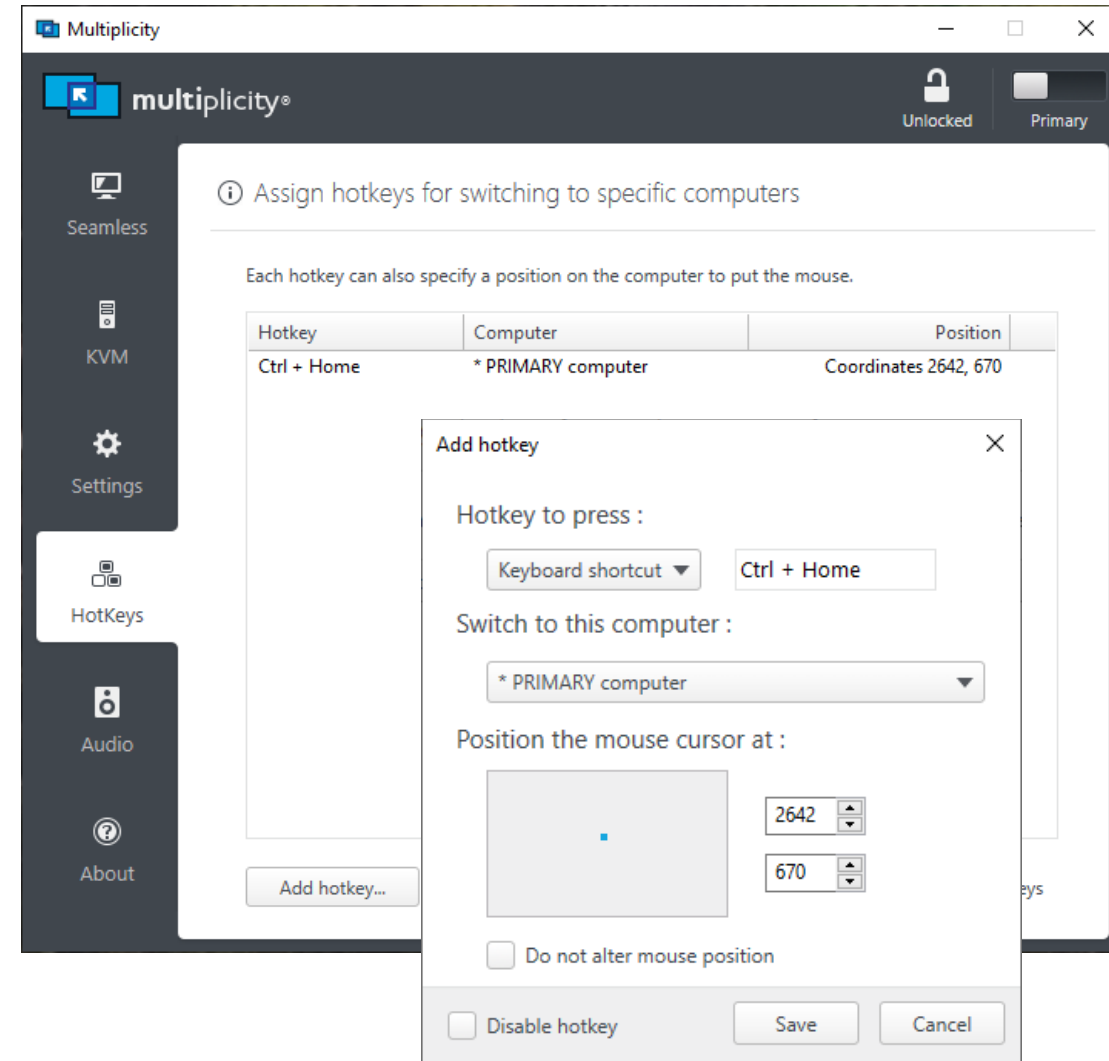 Multiplicity
multiplicity®
Unlocked
Primary
Seamless
KVM
Settings
HotKeys
Audio
About
Assign hotkeys for switching to specific computers
Each hotkey can also specify a position on the computer to put the mouse.
Hotkey Computer Position
Ctrl + Home * PRIMARY computer Coordinates 2642, 670
Add hotkey...
Add hotkey
Hotkey to press :
Keyboard shortcut Ctrl + Home
Switch to this computer :
* PRIMARY computer
Position the mouse cursor at :
2642
670
Do not alter mouse position
Disable hotkey Save Cancel